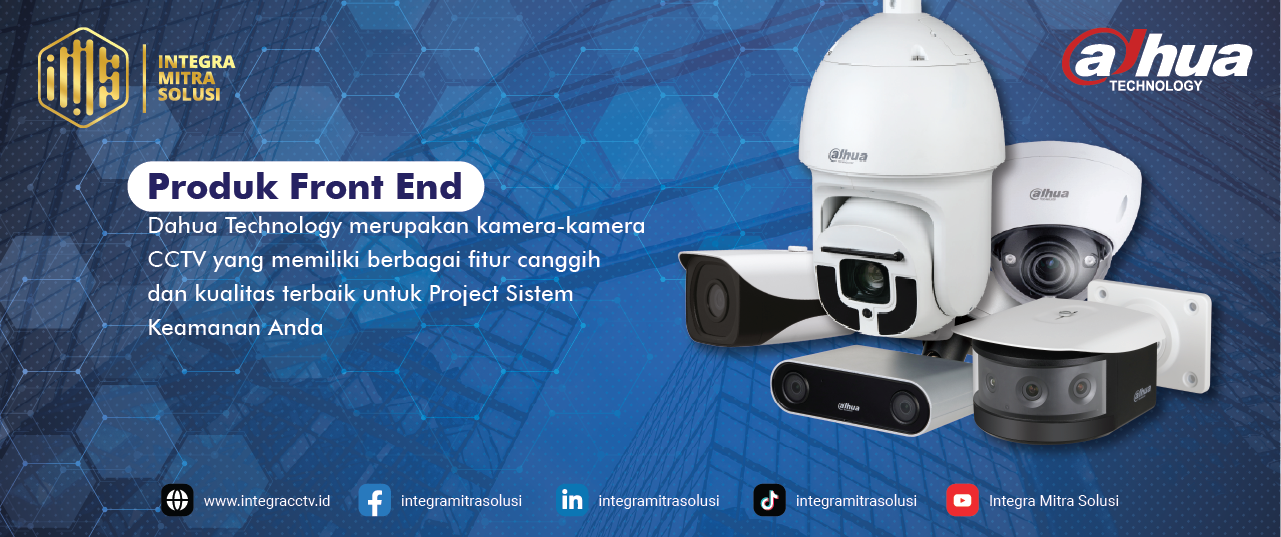 INTEGRA
MITRA
SOLUSI
alhua
TECHNOLOGY
Produk Front End
Dahua Technology merupakan kamera-kamera
CCTV yang memiliki berbagai fitur canggih
dan kualitas terbaik untuk Project Sistem
Keamanan Anda
alhua
alhua
alhua
alhua
www.integracctv.id
integramitrasolusi
integramitrasolusi
integramitrasolusi
Integra Mitra Solusi